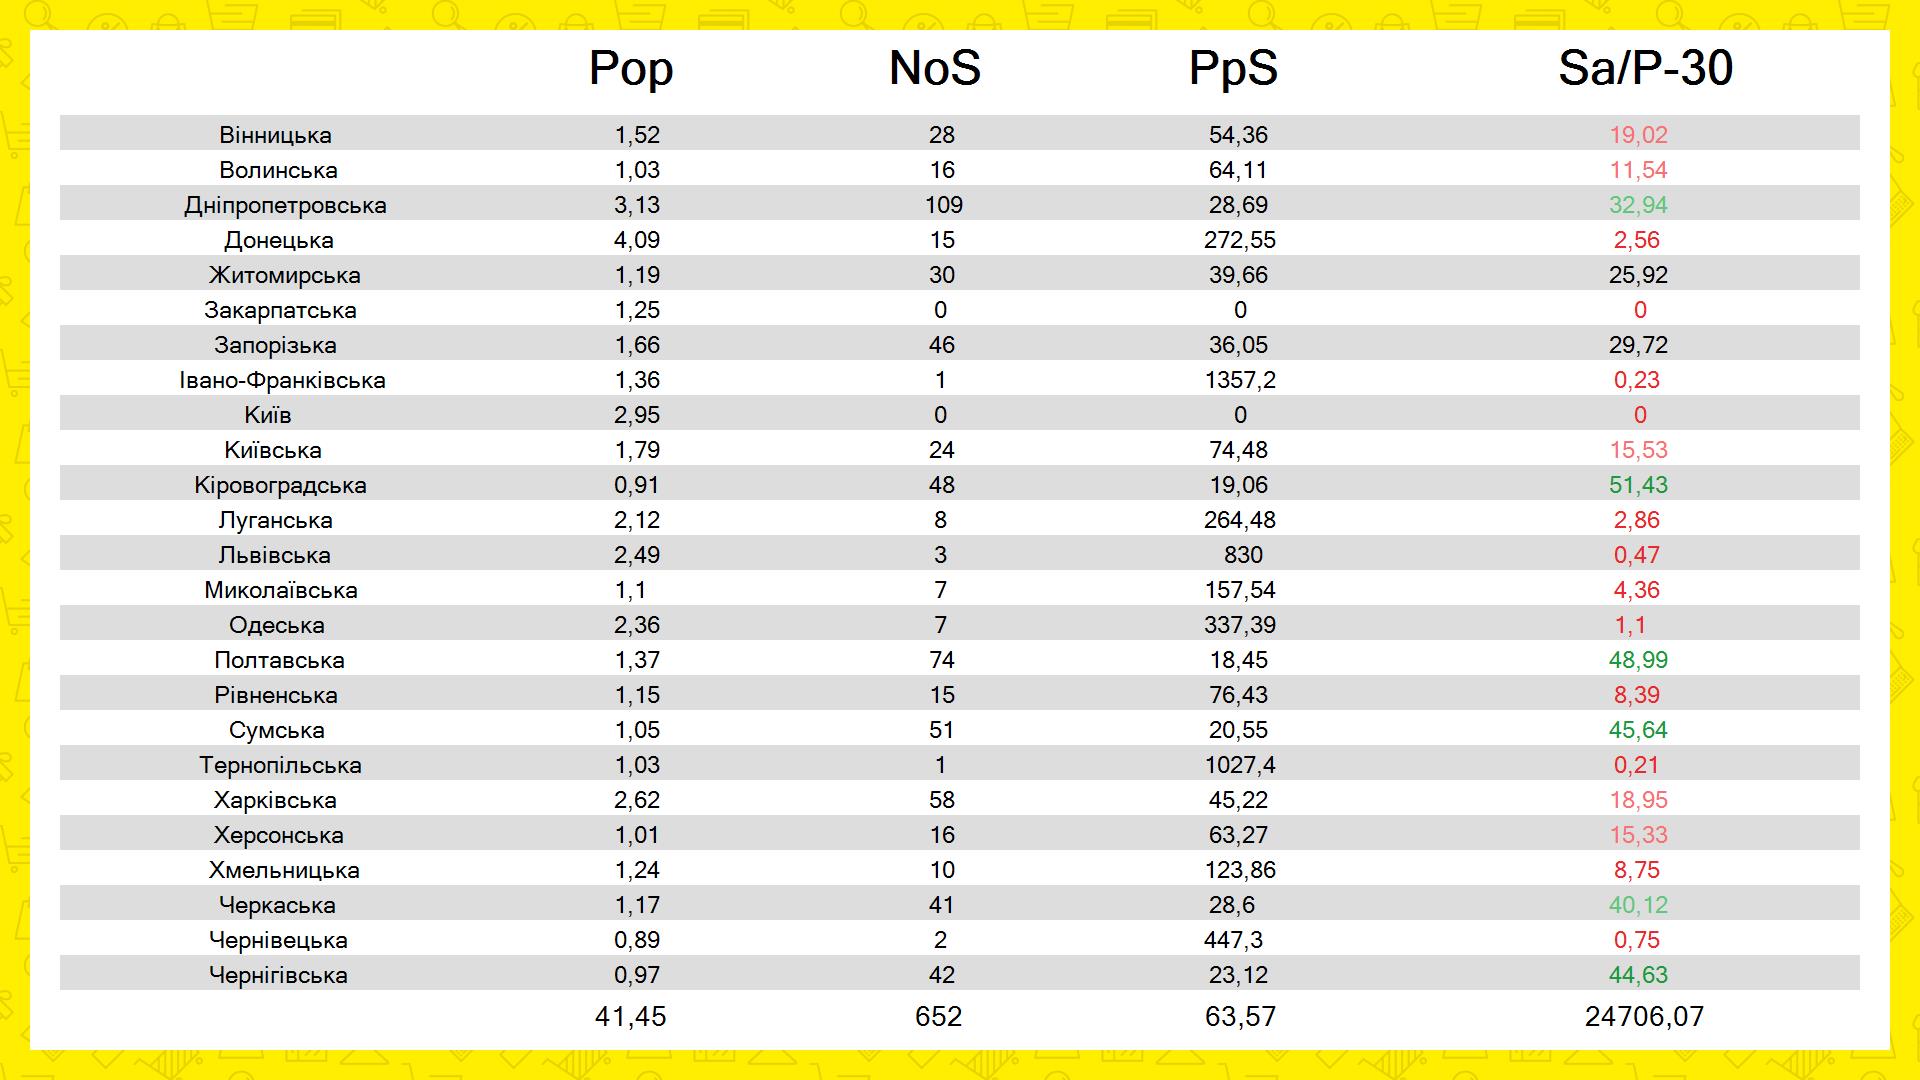 Pop NoS PpS Sa/P-30
Вінницька 1,52 28 54,36 19,02
Волинська 1,03 16 64,11 11,54
Дніпропетровська 3,13 109 28,69 32,94
Донецька 4,09 15 272,55 2,56
Житомирська 1,19 30 39,66 25,92
Закарпатська 1,25 0 0 0
Запорізька 1,66 46 36,05 29,72
Івано-Франківська 1,36 1 1357,2 0,23
Київ 2,95 0 0 0
Київська 1,79 24 74,48 15,53
Кіровоградська 0,91 48 19,06 51,43
Луганська 2,12 8 264,48 2,86
Львівська 2,49 3 830 0,47
Миколаївська 1,1 7 157,54 4,36
Одеська 2,36 7 337,39 1,1
Полтавська 1,37 74 18,45 48,99
Рівненська 1,15 15 76,43 8,39
Сумська 1,05 51 20,55 45,64
Тернопільська 1,03 1 1027,4 0,21
Харківська 2,62 58 45,22 18,95
Херсонська 1,01 16 63,27 15,33
Хмельницька 1,24 10 123,86 8,75
Черкаська 1,17 41 28,6 40,12
Чернівецька 0,89 2 447,3 0,75
Чернігівська 0,97 42 23,12 44,63
41,45 652 63,57 24706,07